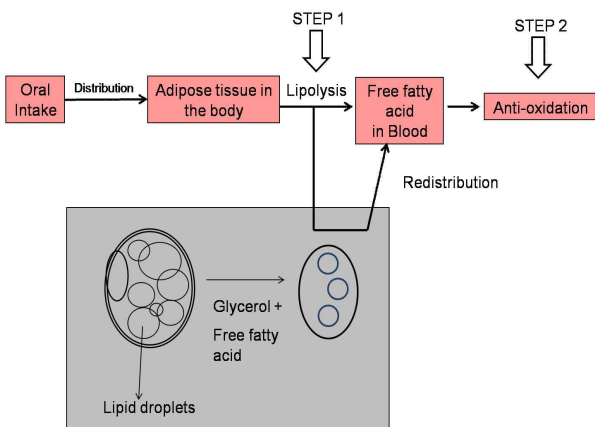 STEP 1
STEP 2
Oral
Intake
Distribution
Adipose tissue in
the body
Lipolysis
Free fatty
acid
in Blood
Anti-oxidation
Redistribution
Glycerol +
Free fatty
acid
Lipid droplets